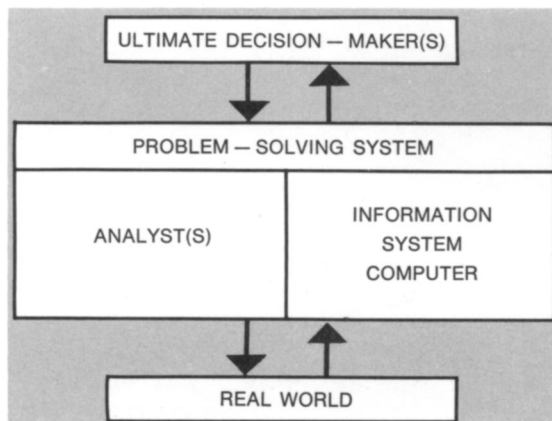 ULTIMATE DECISION — MAKER(S)
PROBLEM — SOLVING SYSTEM
ANALYST(S)
INFORMATION
SYSTEM
COMPUTER
REAL WORLD